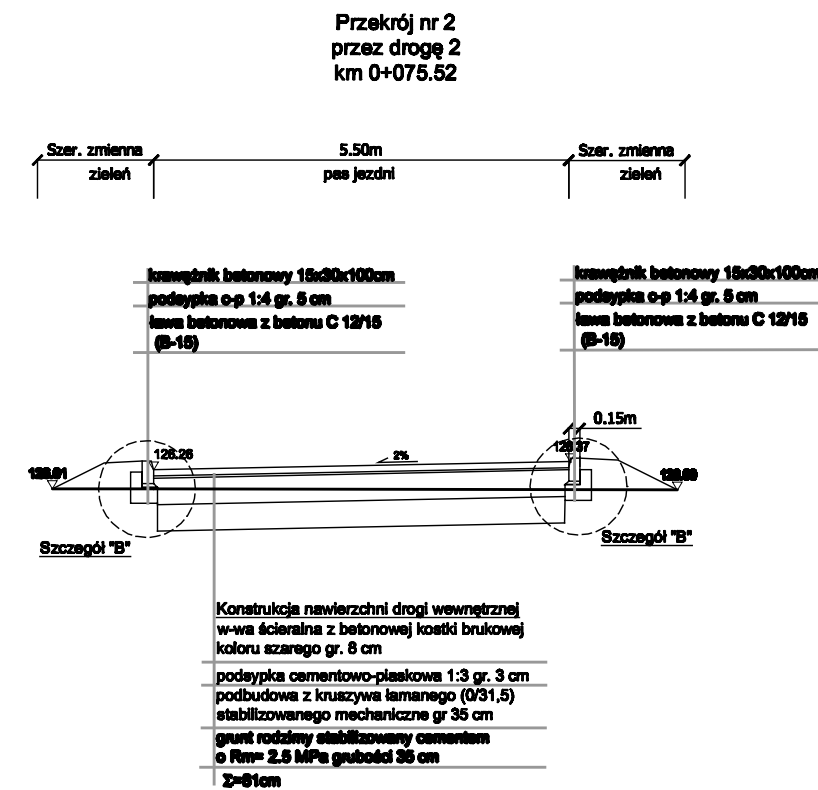 Przekrój nr 2
przez drogę 2
km 0+075.52
Szer. zmienna
5.50m
Szer. zmienna
zieleń
pas jezdni
zieleń
krawężnik betonowy 15x30x100cm
podsypka c-p 1:4 gr. 5 cm
ława betonowa z betonu C 12/15
(B-15)
krawężnik betonowy 15x30x100cm
podsypka c-p 1:4 gr. 5 cm
ława betonowa z betonu C 12/15
(B-15)
0.15m
126.26
2%
126.37
Szczegół "B"
Szczegół "B"
Konstrukcja nawierzchni drogi wewnętrznej
w-wa ścieralna z betonowej kostki brukowej
koloru szarego gr. 8 cm
podsypka cementowo-piaskowa 1:3 gr. 3 cm
podbudowa z kruszywa łamanego (0/31,5)
stabilizowanego mechaniczne gr 35 cm
grunt rodzimy stabilizowany cementem
o Rm= 2.5 MPa grubości 35 cm
Σ=81cm